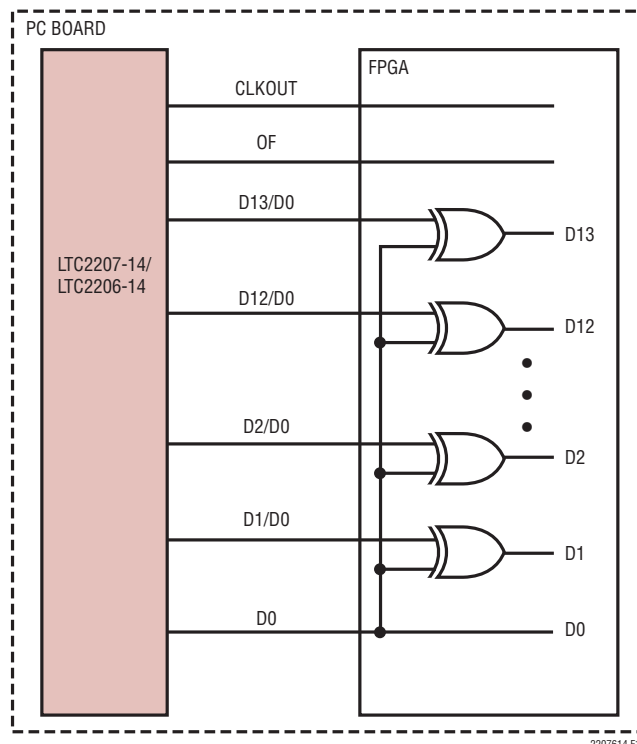 PC BOARD
FPGA
CLKOUT
OF
D13/D0
D13
LTC2207-14/
LTC2206-14
D12/D0
D12
D2/D0
D2
D1/D0
D1
D0
D0